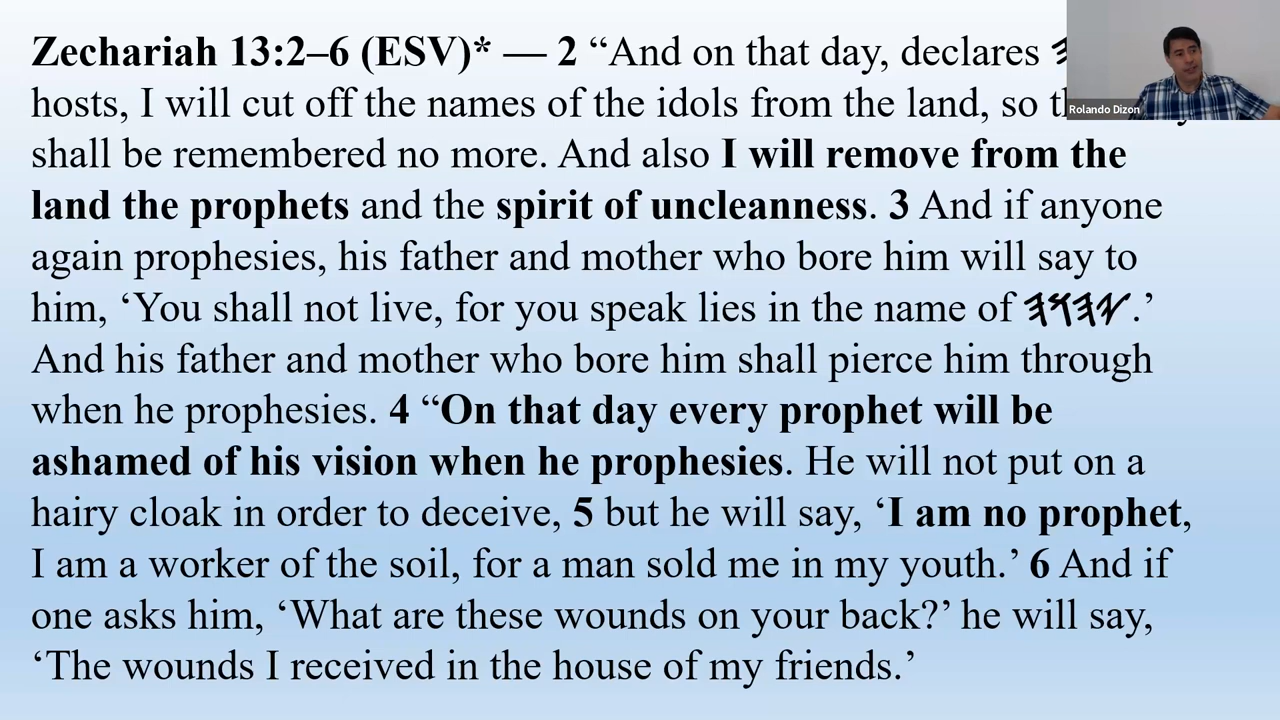 Zechariah 13:2–6 (ESV)* — 2 “And on that day, declares
Rolando Dizon
hosts, I will cut off the names of the idols from the land, so
shall be remembered no more. And also I will remove from the
land the prophets and the spirit of uncleanness. 3 And if anyone
again prophesies, his father and mother who bore him will say to
him, ‘You shall not live, for you speak lies in the name of 𐤉𐤄𐤅𐤄.’
And his father and mother who bore him shall pierce him through
when he prophesies. 4 “On that day every prophet will be
ashamed of his vision when he prophesies. He will not put on a
hairy cloak in order to deceive, 5 but he will say, ‘I am no prophet,
I am a worker of the soil, for a man sold me in my youth.’ 6 And if
one asks him, ‘What are these wounds on your back?’ he will say,
‘The wounds I received in the house of my friends.’